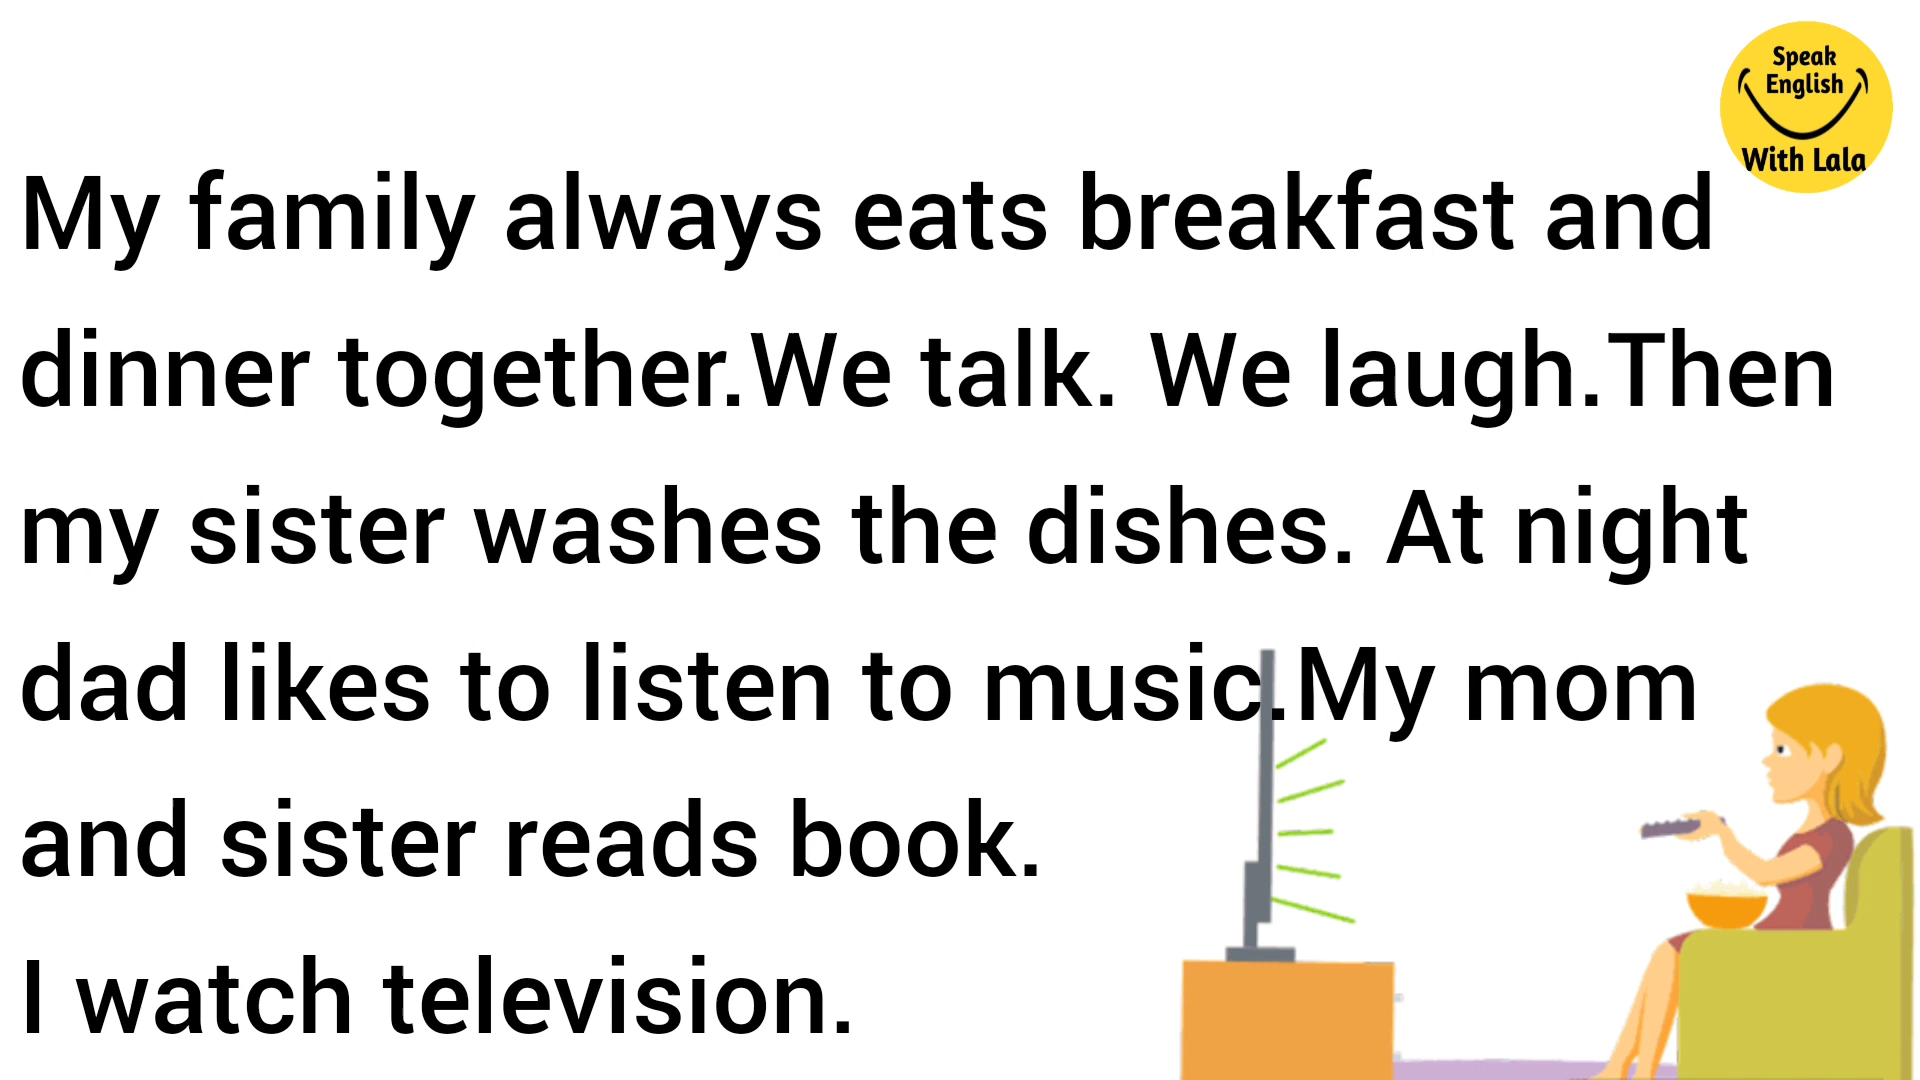 Speak
English
With Lala
My family always eats breakfast and
dinner together.We talk. We laugh.Then
my sister washes the dishes. At night
dad likes to listen to music.My mom
and sister reads book.
I watch television.